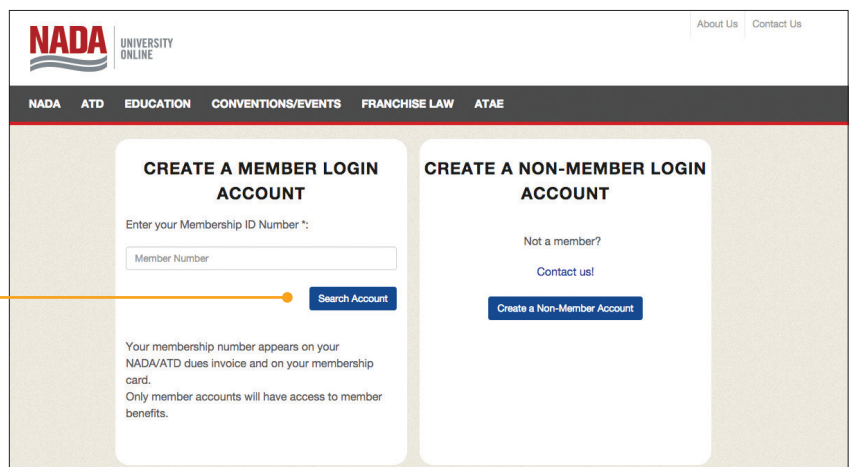 NADA
UNIVERSITY
ONLINE
About Us
Contact Us
NADA ATD EDUCATION CONVENTIONS/EVENTS FRANCHISE LAW ATAE
CREATE A MEMBER LOGIN
ACCOUNT
Enter your Membership ID Number *:
Member Number
Search Account
Your membership number appears on your
NADA/ATD dues invoice and on your membership
card.
Only member accounts will have access to member
benefits.
CREATE A NON-MEMBER LOGIN
ACCOUNT
Not a member?
Contact us!
Create a Non-Member Account